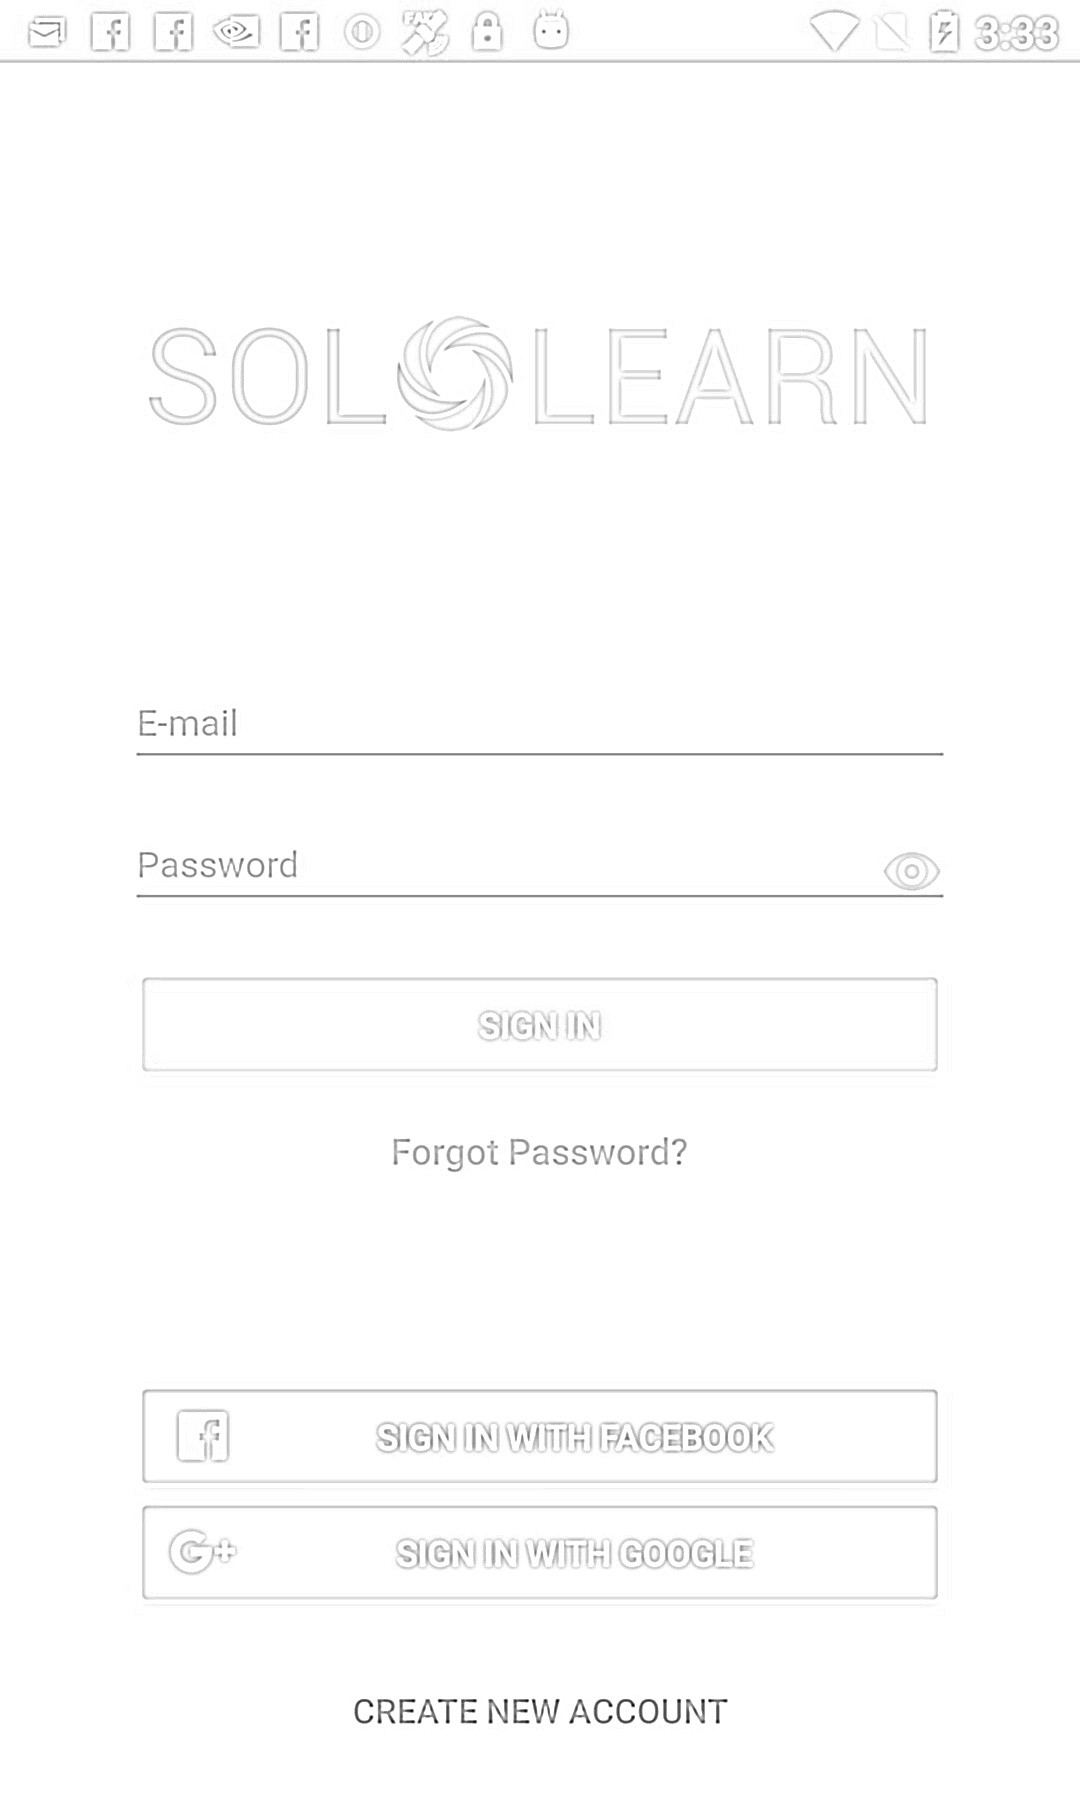 FAKE
3:33
SOLOLEARN
E-mail
Password
SIGN IN
Forgot Password?
SIGN IN WITH FACEBOOK
G+ SIGN IN WITH GOOGLE
CREATE NEW ACCOUNT